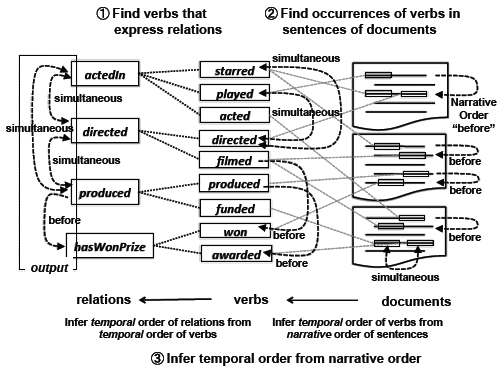 ① Find verbs that
express relations
② Find occurrences of verbs in
sentences of documents
actedIn
simultaneous
simultaneous
directed
simultaneous
produced
before
hasWonPrize
output
starred
played
acted
directed
filmed
produced
funded
won
awarded
simultaneous
simultaneous
before
before
Narrative
Order
"before"
before
before
before
simultaneous
relations
verbs
documents
Infer temporal order of relations from
temporal order of verbs
Infer temporal order of verbs from
narrative order of sentences
③ Infer temporal order from narrative order